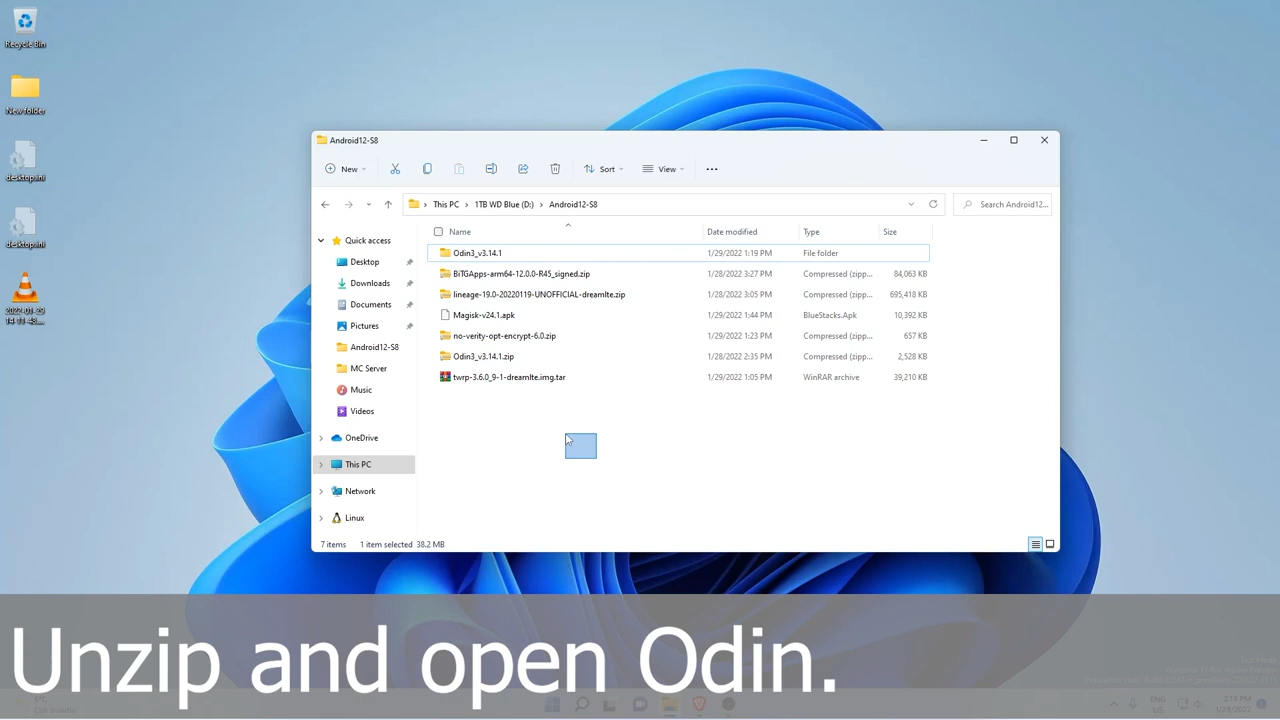 Recycle Bin
New folder
desktop.ini
desktop.ini
2022-01-29
14-11-48....
Android12-S8
New
Sort
View
This PC
1TB WD Blue (D:)
Android12-S8
Search Android12...
Name
Date modified
Type
Size
Odin3_v3.14.1
1/29/2022 1:19 PM
File folder
BiTGApps-arm64-12.0.0-R45_signed.zip
1/28/2022 3:27 PM
Compressed (zipp...
84,063 KB
lineage-19.0-20220119-UNOFFICIAL-dreamlte.zip
1/28/2022 3:05 PM
Compressed (zipp...
695,418 KB
Magisk-v24.1.apk
1/29/2022 1:44 PM
BlueStacks.Apk
10,392 KB
no-verity-opt-encrypt-6.0.zip
1/29/2022 1:23 PM
Compressed (zipp...
657 KB
Odin3_v3.14.1.zip
1/28/2022 2:35 PM
Compressed (zipp...
2,528 KB
twrp-3.6.0_9-1-dreamlte.img.tar
1/29/2022 1:05 PM
WinRAR archive
39,210 KB
Quick access
Desktop
Downloads
Documents
Pictures
Android12-S8
MC Server
Music
Videos
OneDrive
This PC
Network
Linux
7 items
1 item selected 38.2 MB
Unzip and open Odin.
ENG
US